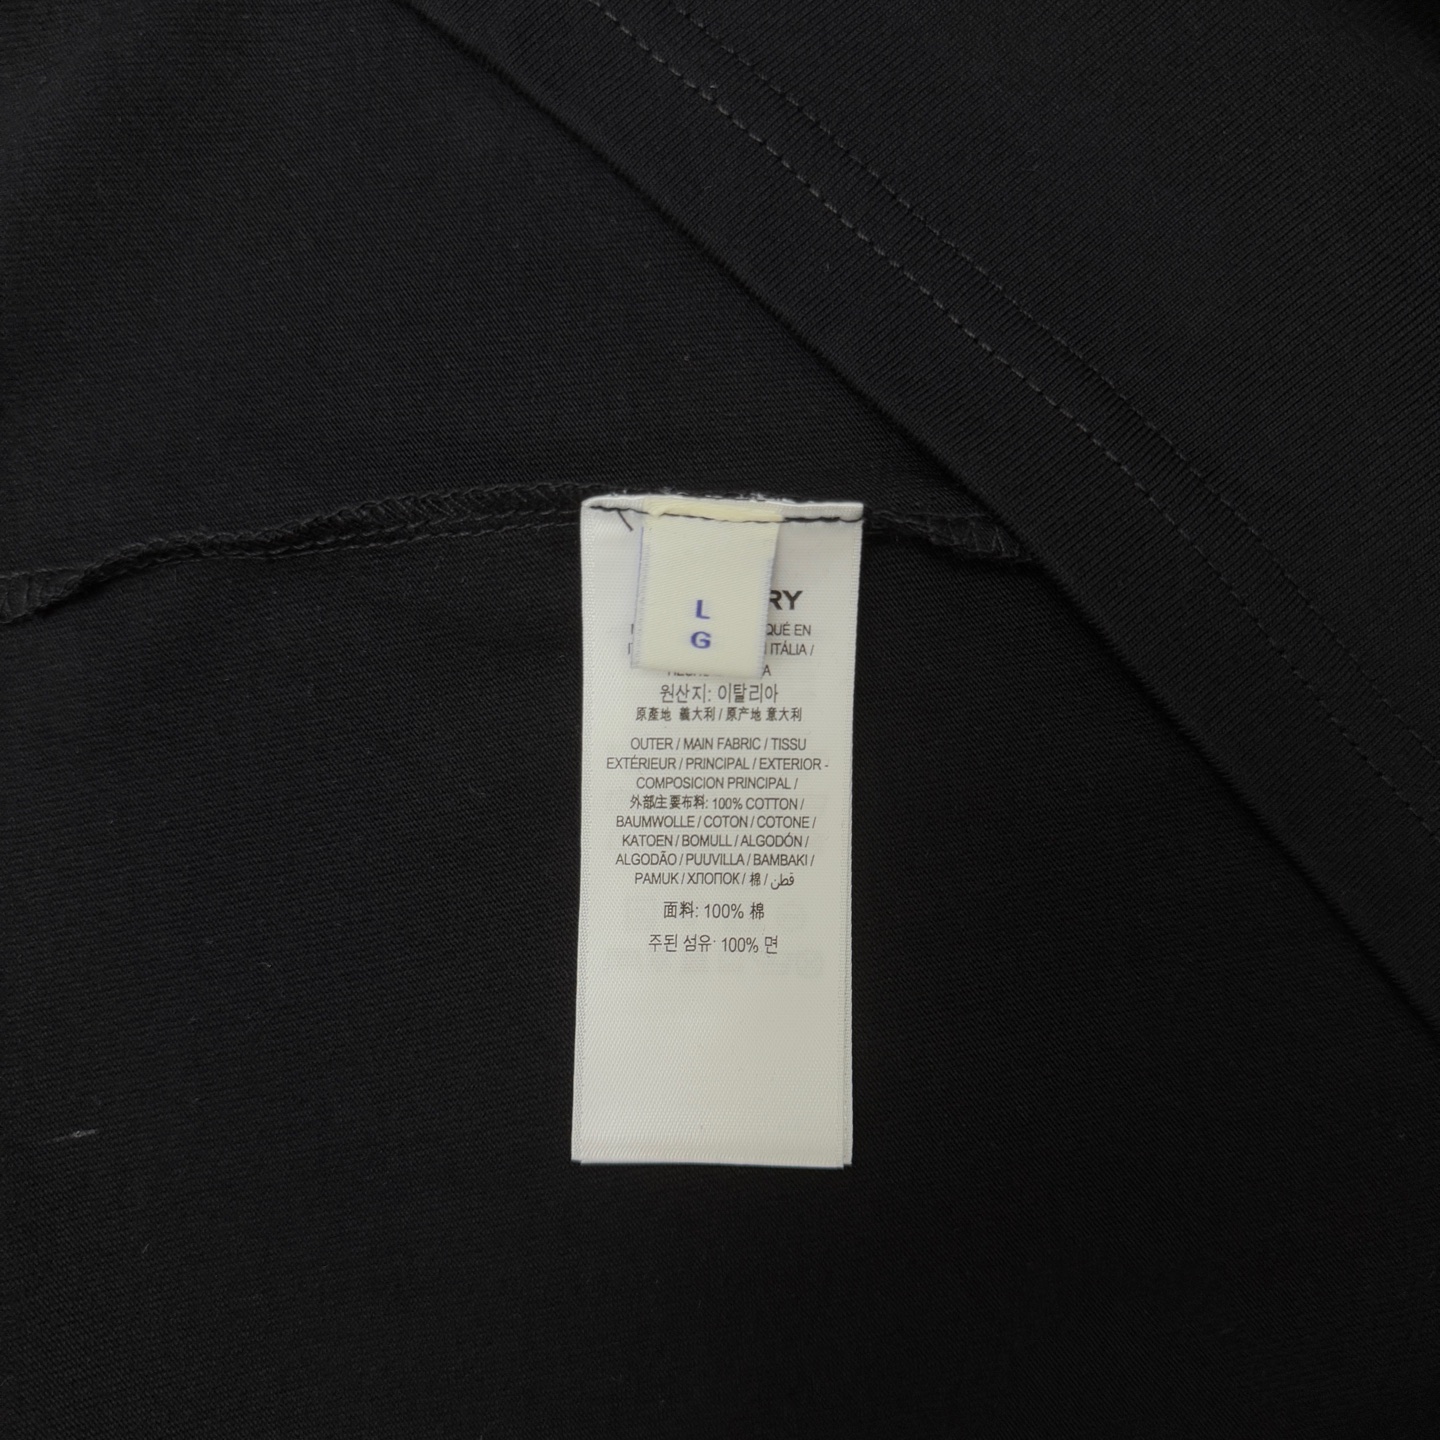 L
G
RY
QUÉ EN
ITÁLIA /
원산지: 이탈리아
原產地 義大利 / 原产地 意大利
OUTER / MAIN FABRIC / TISSU
EXTÉRIEUR / PRINCIPAL / EXTERIOR -
COMPOSICION PRINCIPAL /
外部/主要布料: 100% COTTON /
BAUMWOLLE / COTON / COTONE /
KATOEN / BOMULL / ALGODÓN /
ALGODÃO / PUUVILLA / BAMBAKI /
PAMUK / ХЛОПОК / 棉 / قطن
面料: 100% 棉
주된 섬유: 100% 면